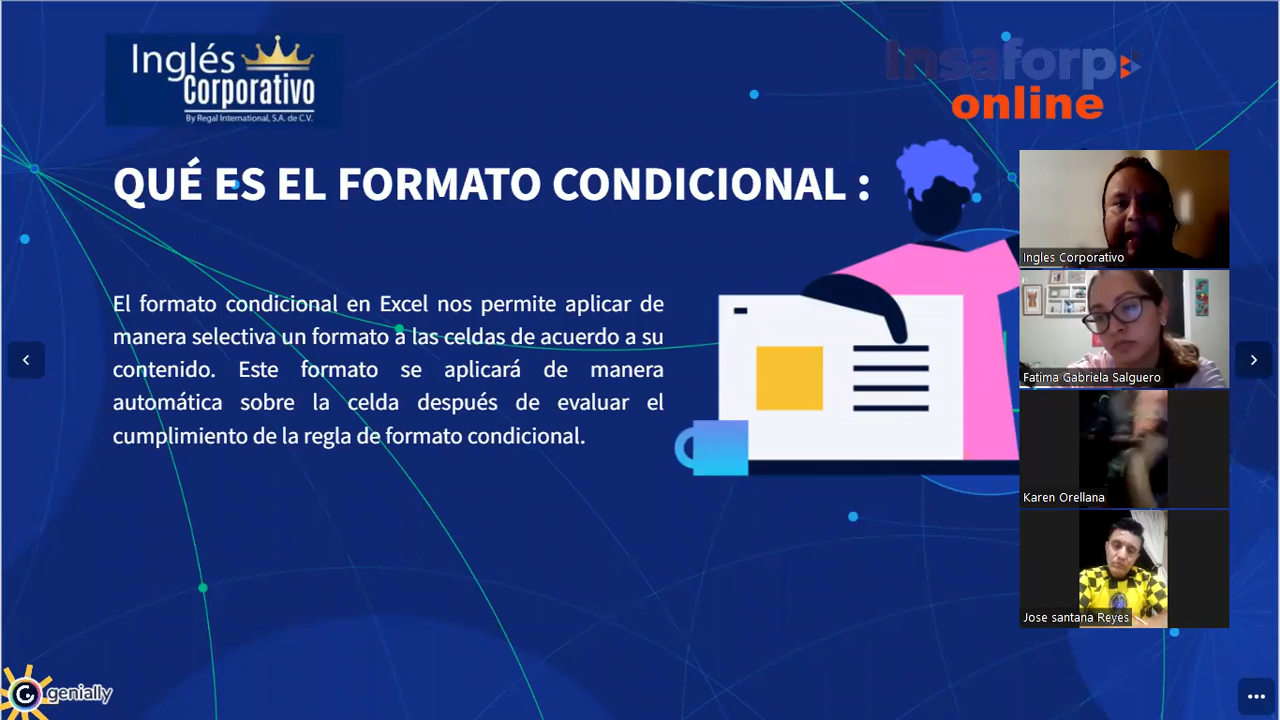 Inglés
Corporativo
By Regal International, S.A. de C.V.
Insaforp
online
QUÉ ES EL FORMATO CONDICIONAL :
El formato condicional en Excel nos permite aplicar de
manera selectiva un formato a las celdas de acuerdo a su
contenido. Este formato se aplicará de manera
automática sobre la celda después de evaluar el
cumplimiento de la regla de formato condicional.
Ingles Corporativo
Fatima Gabriela Salguero
Karen Orellana
Jose santana Reyes
genially